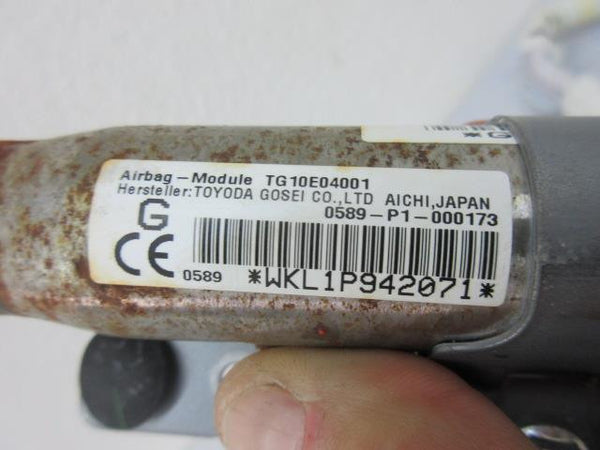 * G
Airbag-Module TG10E04001
Hersteller:TOYODA GOSEI CO.,LTD AICHI,JAPAN
0589-P1-000173
G
CE
0589
*WKL1P942071*